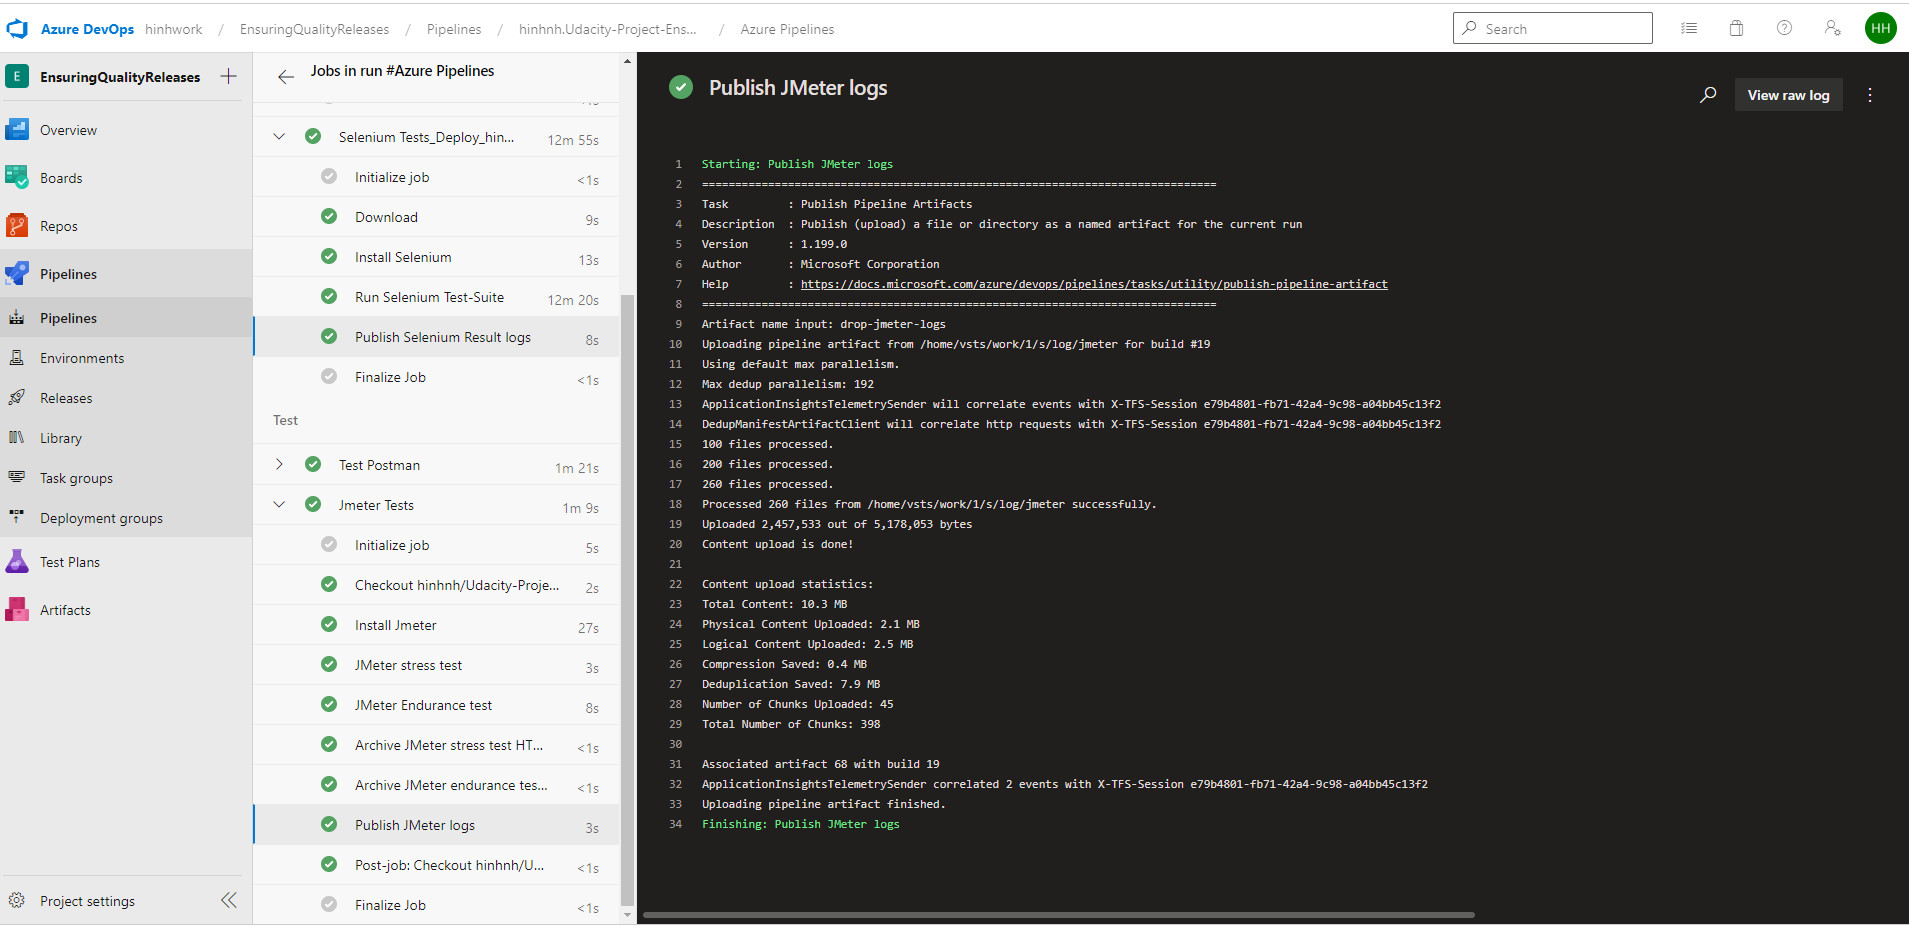 Azure DevOps hinhwork / EnsuringQualityReleases / Pipelines / hinhnh.Udacity-Project-Ens... / Azure Pipelines
Search
HH
E EnsuringQualityReleases
Overview
Boards
Repos
Pipelines
Pipelines
Environments
Releases
Library
Task groups
Deployment groups
Test Plans
Artifacts
Project settings
Jobs in run #Azure Pipelines
Selenium Tests_Deploy_hin... 12m 55s
Initialize job <1s
Download 9s
Install Selenium 13s
Run Selenium Test-Suite 12m 20s
Publish Selenium Result logs 8s
Finalize Job <1s
Test
Test Postman 1m 21s
Jmeter Tests 1m 9s
Initialize job 5s
Checkout hinhnh/Udacity-Proje... 2s
Install Jmeter 27s
JMeter stress test 3s
JMeter Endurance test 8s
Archive JMeter stress test HT... <1s
Archive JMeter endurance tes... <1s
Publish JMeter logs 3s
Post-job: Checkout hinhnh/U... <1s
Finalize Job <1s
Publish JMeter logs
View raw log
1 Starting: Publish JMeter logs
2 ==============================================================================
3 Task : Publish Pipeline Artifacts
4 Description : Publish (upload) a file or directory as a named artifact for the current run
5 Version : 1.199.0
6 Author : Microsoft Corporation
7 Help : https://docs.microsoft.com/azure/devops/pipelines/tasks/utility/publish-pipeline-artifact
8 ==============================================================================
9 Artifact name input: drop-jmeter-logs
10 Uploading pipeline artifact from /home/vsts/work/1/s/log/jmeter for build #19
11 Using default max parallelism.
12 Max dedup parallelism: 192
13 ApplicationInsightsTelemetrySender will correlate events with X-TFS-Session e79b4801-fb71-42a4-9c98-a04bb45c13f2
14 DedupManifestArtifactClient will correlate http requests with X-TFS-Session e79b4801-fb71-42a4-9c98-a04bb45c13f2
15 100 files processed.
16 200 files processed.
17 260 files processed.
18 Processed 260 files from /home/vsts/work/1/s/log/jmeter successfully.
19 Uploaded 2,457,533 out of 5,178,053 bytes
20 Content upload is done!
21
22 Content upload statistics:
23 Total Content: 10.3 MB
24 Physical Content Uploaded: 2.1 MB
25 Logical Content Uploaded: 2.5 MB
26 Compression Saved: 0.4 MB
27 Deduplication Saved: 7.9 MB
28 Number of Chunks Uploaded: 45
29 Total Number of Chunks: 398
30
31 Associated artifact 68 with build 19
32 ApplicationInsightsTelemetrySender correlated 2 events with X-TFS-Session e79b4801-fb71-42a4-9c98-a04bb45c13f2
33 Uploading pipeline artifact finished.
34 Finishing: Publish JMeter logs